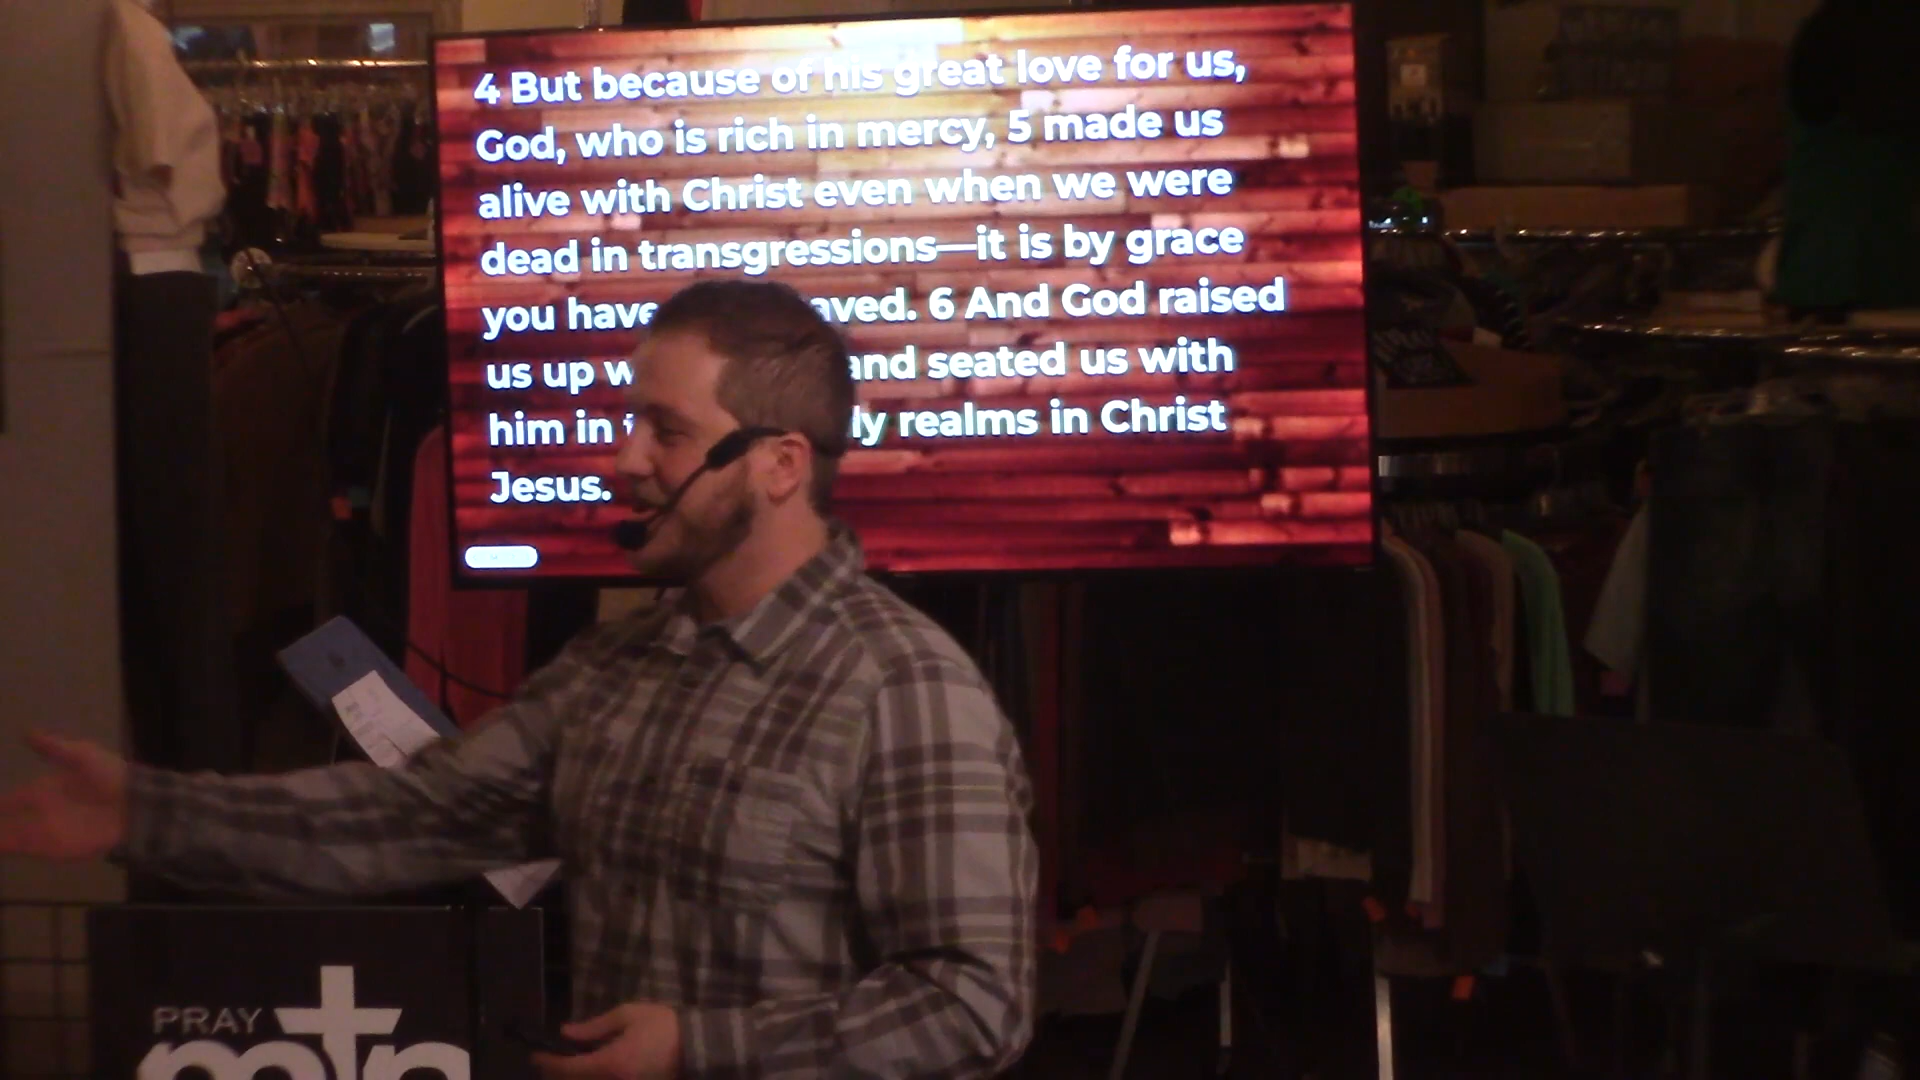 4 But because of his great love for us,
God, who is rich in mercy, 5 made us
alive with Christ even when we were
dead in transgressions—it is by grace
you have aved. 6 And God raised
us up w and seated us with
him in ly realms in Christ
Jesus.
PRAY
mtn